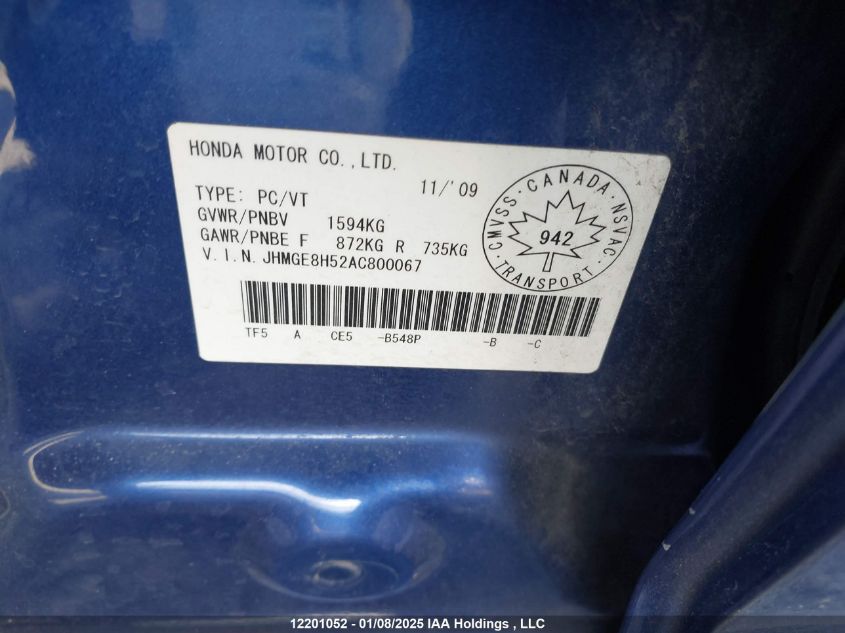 HONDA MOTOR CO.,LTD.
11/'09
TYPE: PC/VT
GVWR/PNBV 1594KG
GAWR/PNBE F 872KG R 735KG
V.I.N. JHMGE8H52AC800067
TF5 A CE5 -B548P -B -C
CMVSS·CANADA·NSVAC
942
·TRANSPORT·
12201052 - 01/08/2025 IAA Holdings , LLC